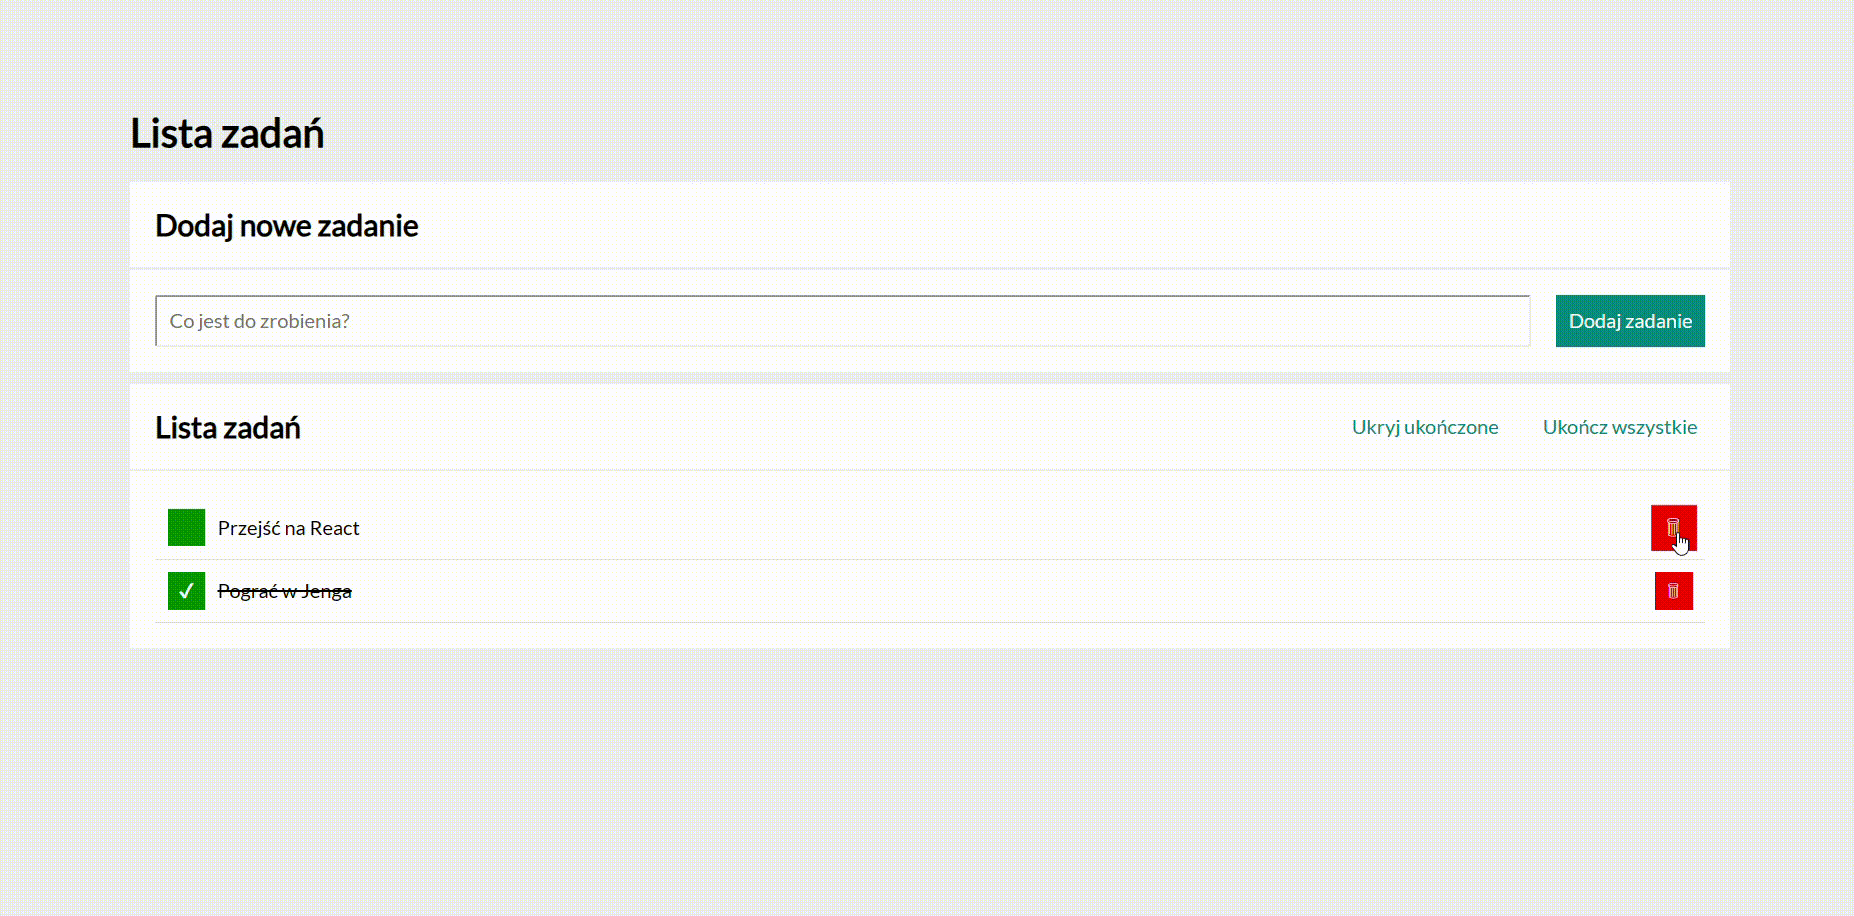 Lista zadań
Dodaj nowe zadanie
Co jest do zrobienia?
Dodaj zadanie
Lista zadań
Ukryj ukończone
Ukończ wszystkie
Przejść na React
Pograć w Jenga